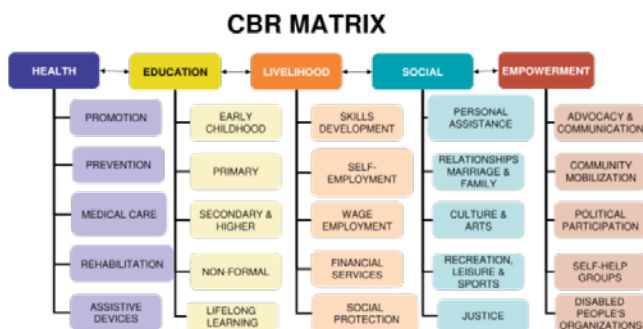 CBR MATRIX
HEALTH
EDUCATION
LIVELIHOOD
SOCIAL
EMPOWERMENT
PROMOTION
PREVENTION
MEDICAL CARE
REHABILITATION
ASSISTIVE
DEVICES
EARLY
CHILDHOOD
PRIMARY
SECONDARY &
HIGHER
NON-FORMAL
LIFELONG
LEARNING
SKILLS
DEVELOPMENT
SELF-
EMPLOYMENT
WAGE
EMPLOYMENT
FINANCIAL
SERVICES
SOCIAL
PROTECTION
PERSONAL
ASSISTANCE
RELATIONSHIPS
MARRIAGE &
FAMILY
CULTURE &
ARTS
RECREATION,
LEISURE &
SPORTS
JUSTICE
ADVOCACY &
COMMUNICATION
COMMUNITY
MOBILIZATION
POLITICAL
PARTICIPATION
SELF-HELP
GROUPS
DISABLED
PEOPLE'S
ORGANIZATIONS